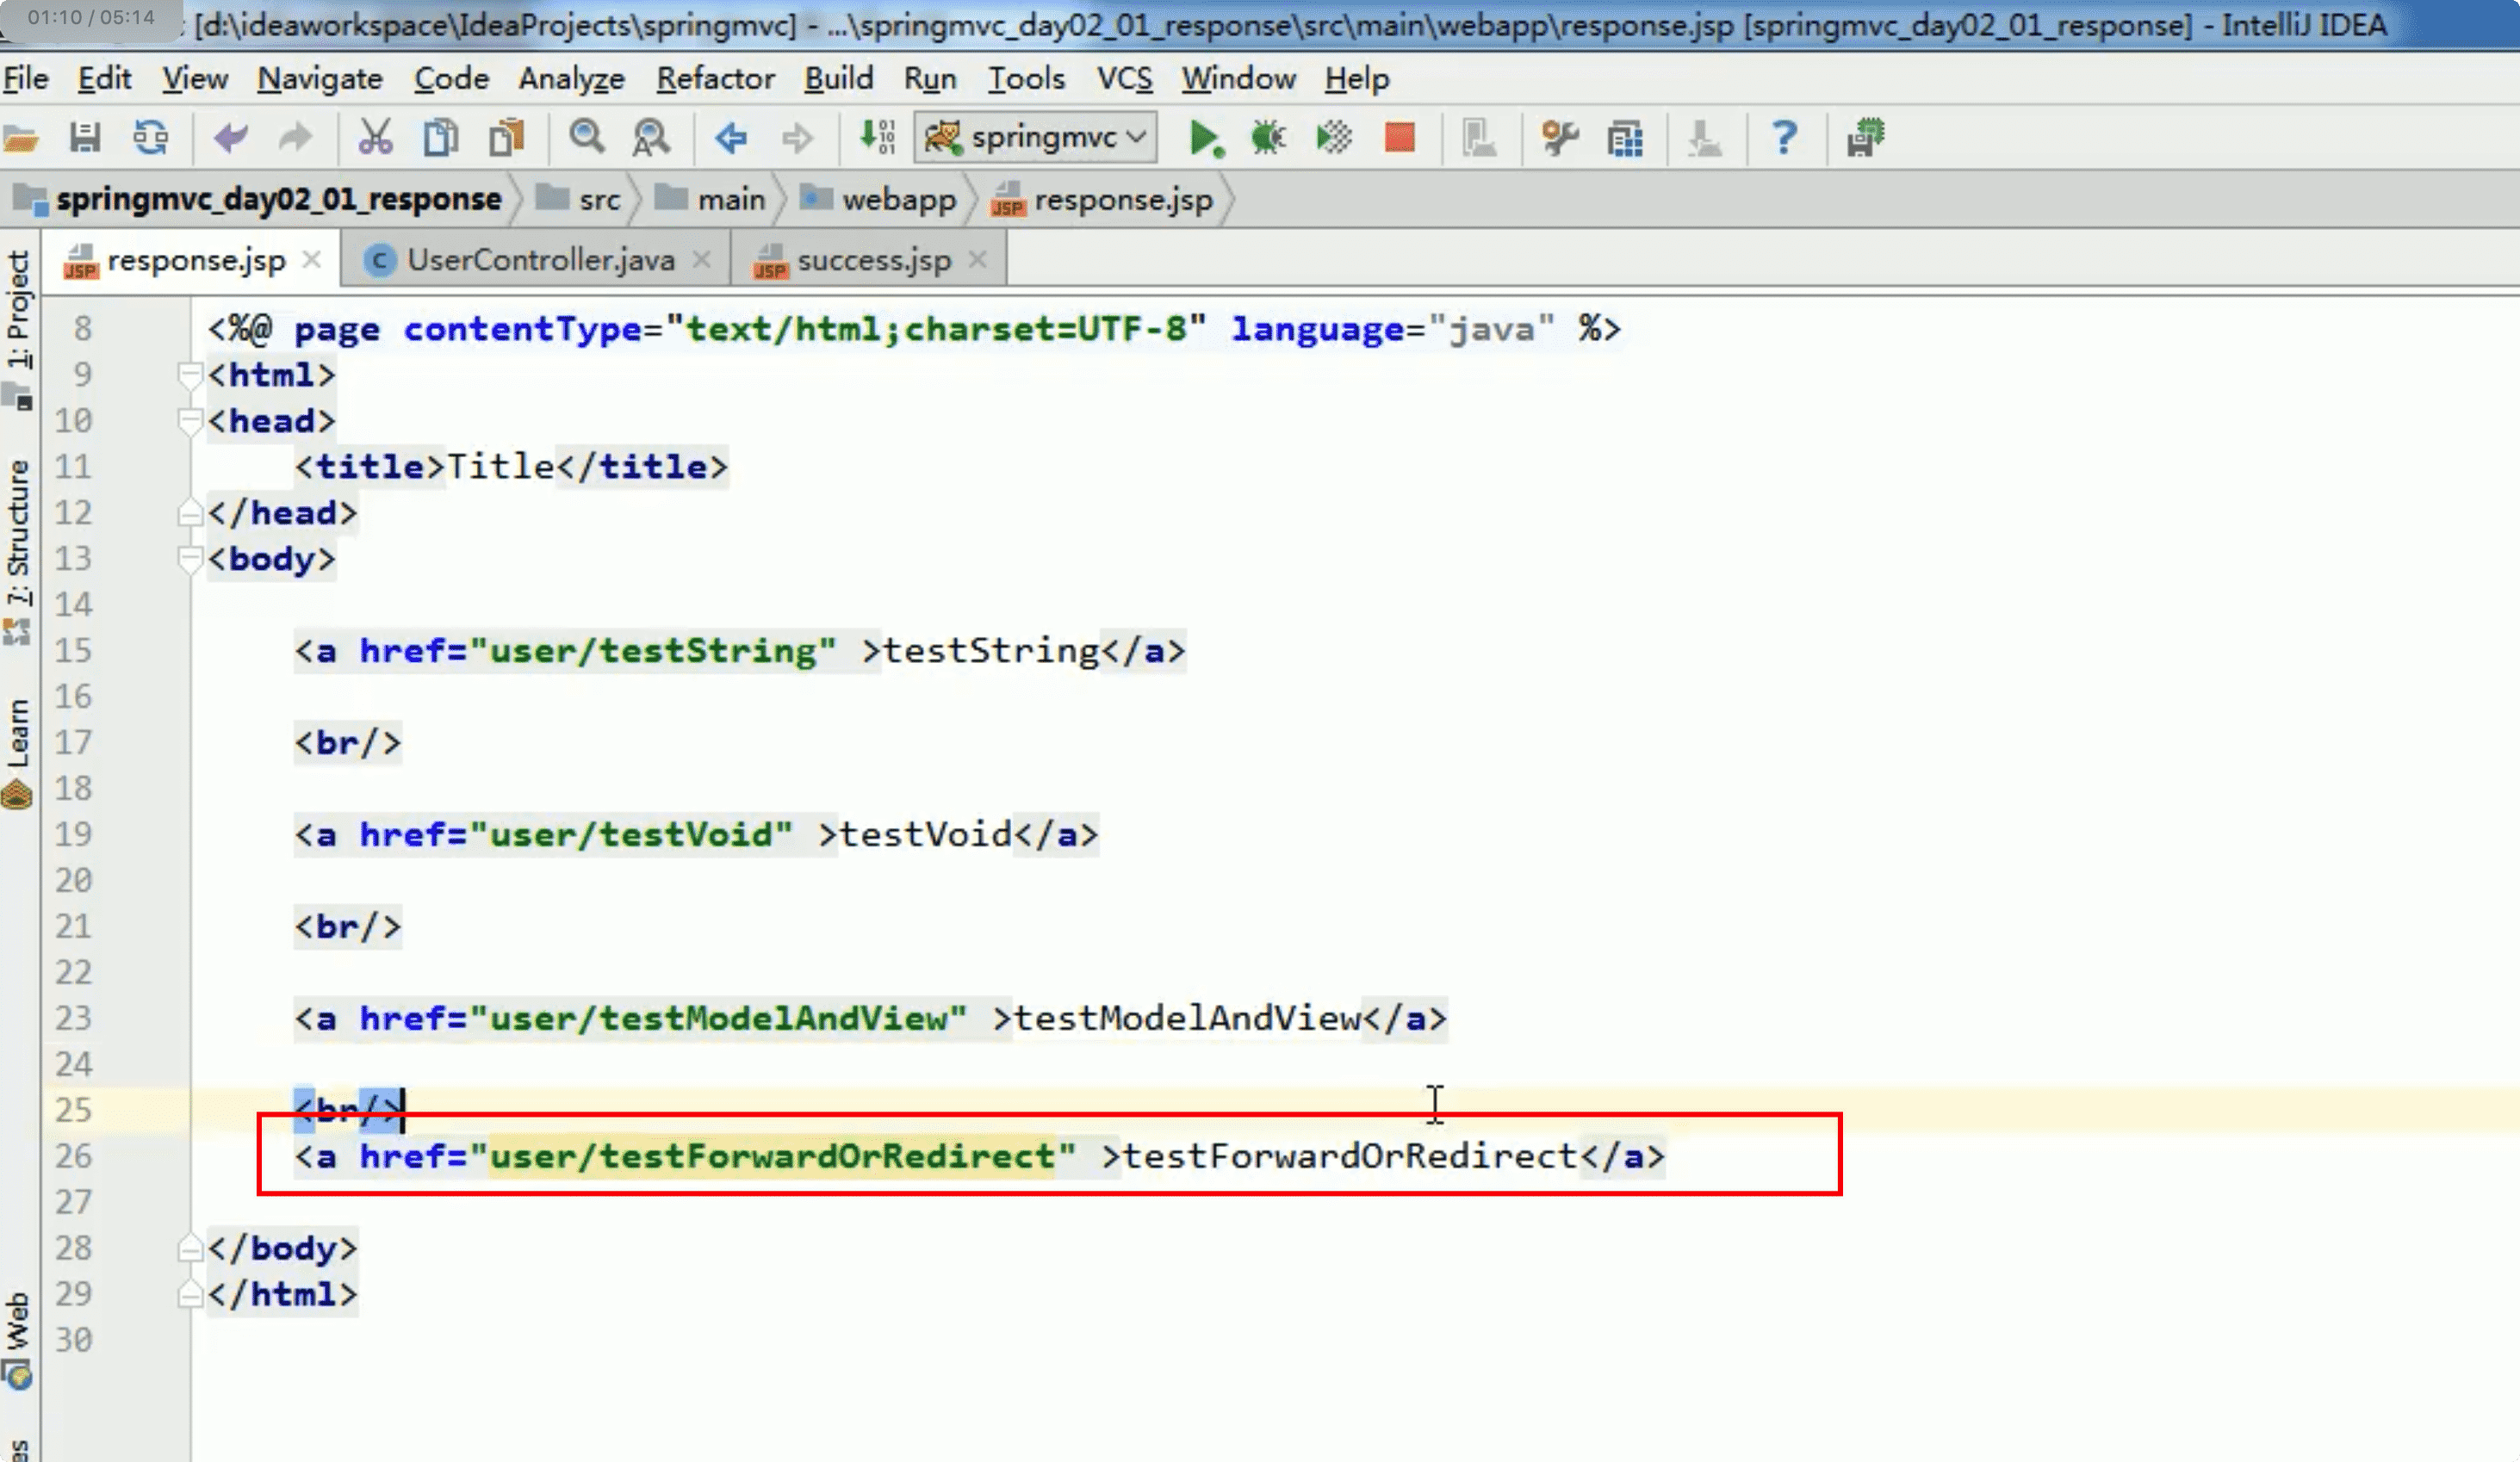 01:10 / 05:14
[d:\ideaworkspace\IdeaProjects\springmvc] - ...\springmvc_day02_01_response\src\main\webapp\response.jsp [springmvc_day02_01_response] - IntelliJ IDEA
File Edit View Navigate Code Analyze Refactor Build Run Tools VCS Window Help
springmvc
springmvc_day02_01_response src main webapp response.jsp
response.jsp UserController.java success.jsp
1: Project
7: Structure
Learn
Web
8 <%@ page contentType="text/html;charset=UTF-8" language="java" %>
9 <html>
10 <head>
11 <title>Title</title>
12 </head>
13 <body>
14
15 <a href="user/testString" >testString</a>
16
17 <br/>
18
19 <a href="user/testVoid" >testVoid</a>
20
21 <br/>
22
23 <a href="user/testModelAndView" >testModelAndView</a>
24
25 <br/>
26 <a href="user/testForwardOrRedirect" >testForwardOrRedirect</a>
27
28 </body>
29 </html>
30